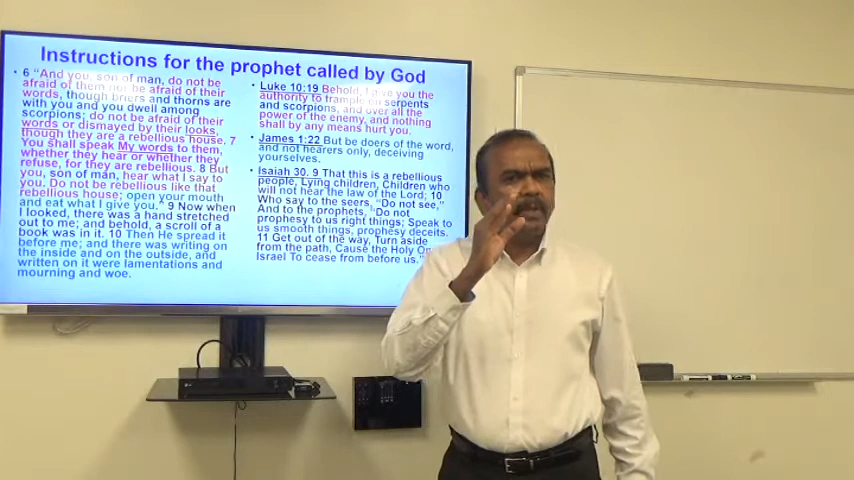 Instructions for the prophet called by God
• 6 "And you, son of man, do not be
afraid of them nor be afraid of their
words, though briers and thorns are
with you and you dwell among
scorpions; do not be afraid of their
words or dismayed by their looks,
though they are a rebellious house. 7
You shall speak My words to them,
whether they hear or whether they
refuse, for they are rebellious. 8 But
you, son of man, hear what I say to
you. Do not be rebellious like that
rebellious house; open your mouth
and eat what I give you." 9 Now when
I looked, there was a hand stretched
out to me; and behold, a scroll of a
book was in it. 10 Then He spread it
before me; and there was writing on
the inside and on the outside, and
written on it were lamentations and
mourning and woe.
• Luke 10:19 Behold, I give you the
authority to trample on serpents
and scorpions, and over all the
power of the enemy, and nothing
shall by any means hurt you.
• James 1:22 But be doers of the word,
and not hearers only, deceiving
yourselves.
• Isaiah 30. 9 That this is a rebellious
people, Lying children, Children who
will not hear the law of the Lord; 10
Who say to the seers, "Do not see,"
And to the prophets, "Do not
prophesy to us right things; Speak to
us smooth things, prophesy deceits.
11 Get out of the way, Turn aside
from the path, Cause the Holy On
Israel To cease from before us."